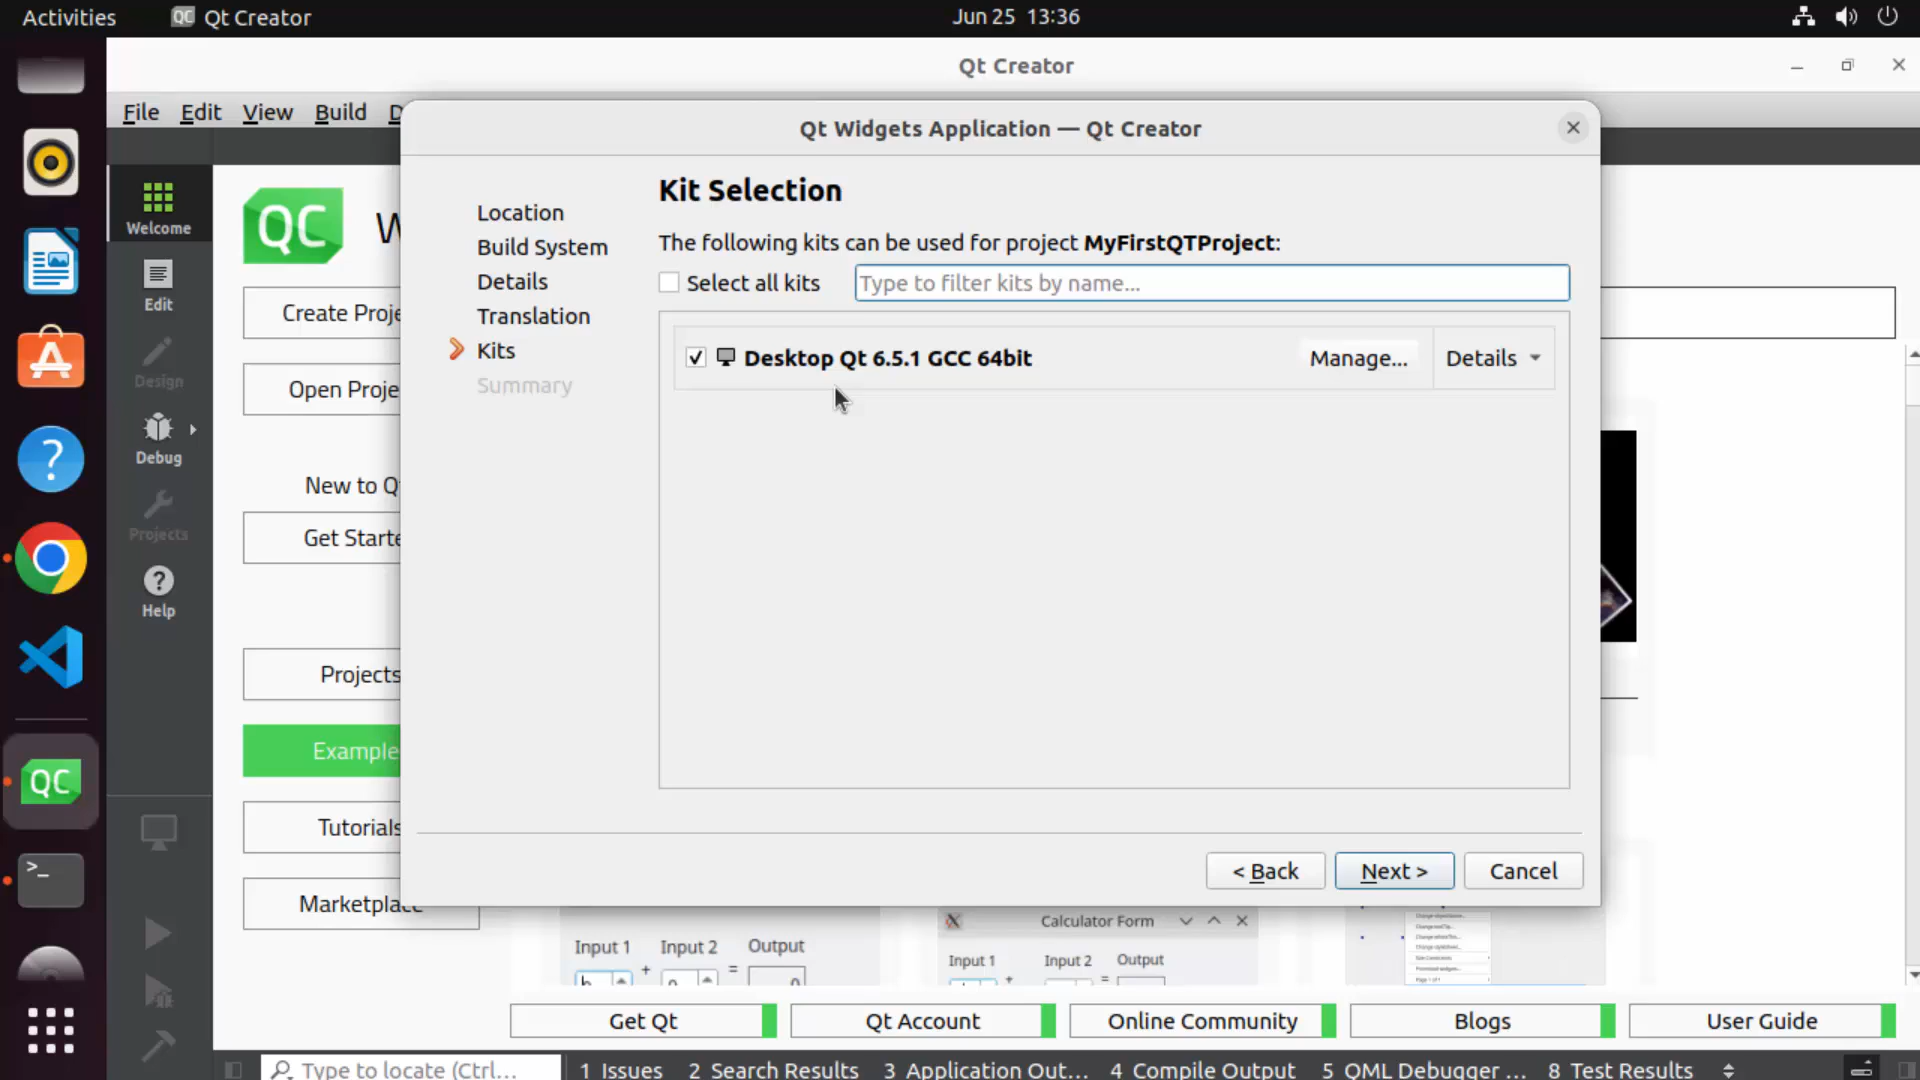 Activities
QC Qt Creator
Jun 25 13:36
Qt Creator
File Edit View Build
Qt Widgets Application — Qt Creator
Welcome
Edit
Design
Debug
Projects
Help
QC
Create Proje
Open Proje
New to Q
Get Starte
Projects
Example
Tutorials
Marketplace
Location
Build System
Details
Translation
Kits
Summary
Kit Selection
The following kits can be used for project MyFirstQTProject:
Select all kits
Type to filter kits by name...
Desktop Qt 6.5.1 GCC 64bit
Manage...
Details
< Back
Next >
Cancel
Input 1 Input 2 Output
+ =
Calculator Form
Input 1 Input 2 Output
+ =
Get Qt
Qt Account
Online Community
Blogs
User Guide
Type to locate (Ctrl...
1 Issues
2 Search Results
3 Application Out...
4 Compile Output
5 QML Debugger ...
8 Test Results
QC